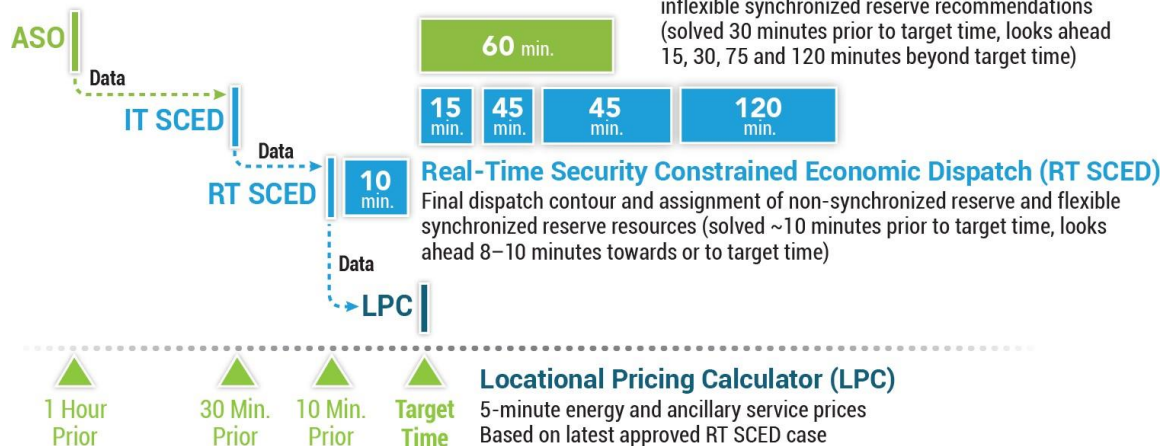 inflexible synchronized reserve recommendations
(solved 30 minutes prior to target time, looks ahead
15, 30, 75 and 120 minutes beyond target time)
ASO
60 min.
Data
IT SCED
15 min.
45 min.
45 min.
120 min.
Data
RT SCED
10 min.
Real-Time Security Constrained Economic Dispatch (RT SCED)
Final dispatch contour and assignment of non-synchronized reserve and flexible
synchronized reserve resources (solved ~10 minutes prior to target time, looks
ahead 8–10 minutes towards or to target time)
Data
LPC
1 Hour
Prior
30 Min.
Prior
10 Min.
Prior
Target
Time
Locational Pricing Calculator (LPC)
5-minute energy and ancillary service prices
Based on latest approved RT SCED case